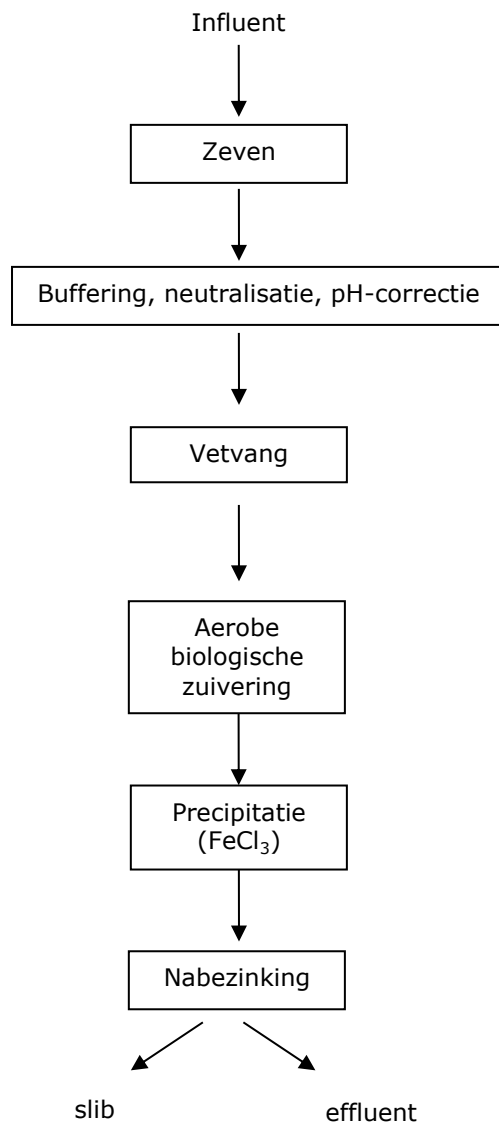 Influent
Zeven
Buffering, neutralisatie, pH-correctie
Vetvang
Aerobe
biologische
zuivering
Precipitatie
(FeCl₃)
Nabezinking
slib
effluent